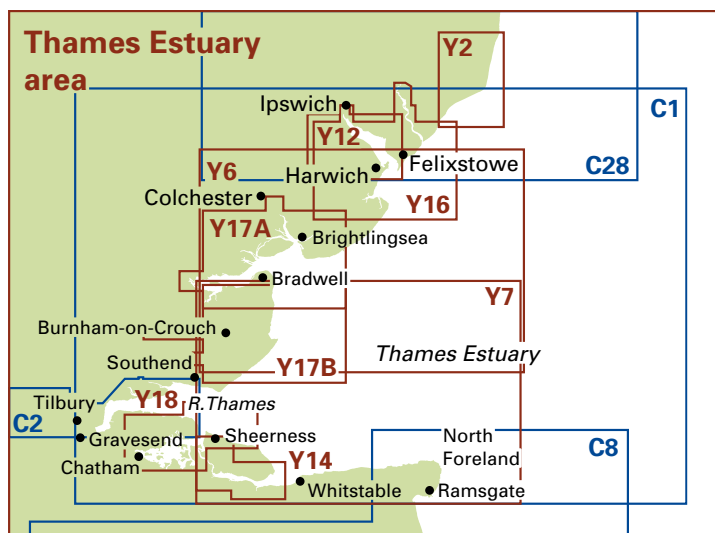 Thames Estuary
area
Y2
C1
Ipswich
Y12
Felixstowe
Y6
Harwich
C28
Colchester
Y16
Y17A
Brightlingsea
Bradwell
Y7
Burnham-on-Crouch
Thames Estuary
Southend
Y17B
Tilbury
Y18
R.Thames
C2
Gravesend
Sheerness
North
Foreland
C8
Chatham
Y14
Whitstable
Ramsgate